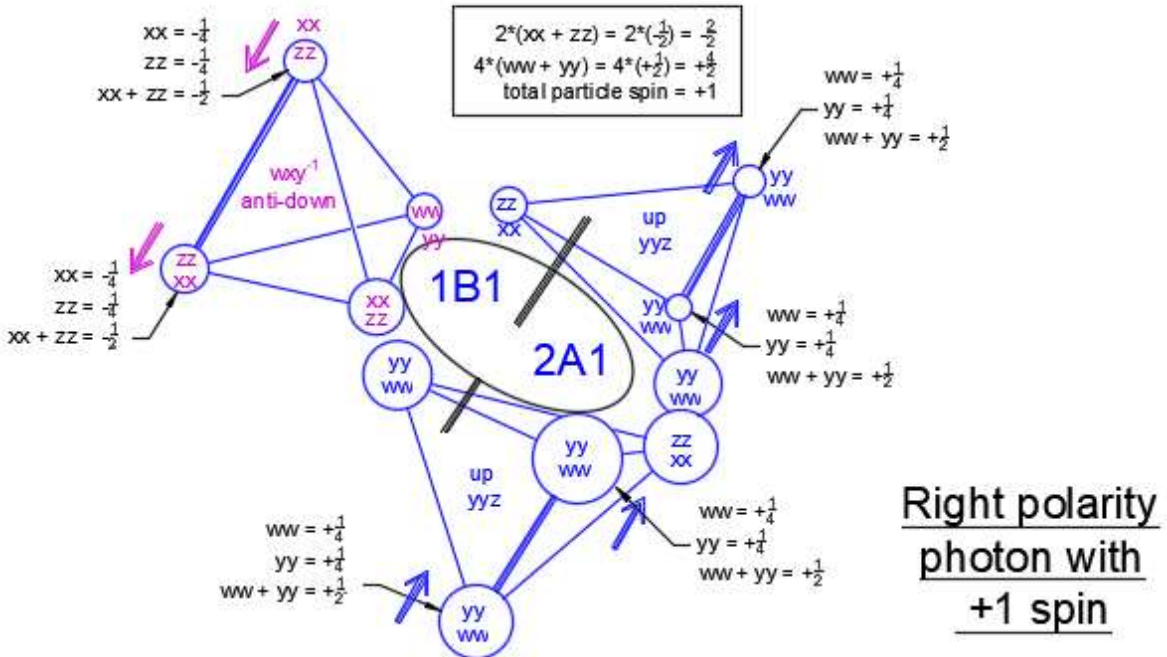 xx = -1/4
zz = -1/4
xx + zz = -1/2
xx
zz
2*(xx + zz) = 2*(-1/2) = -2/2
4*(ww + yy) = 4*(+1/2) = +4/2
total particle spin = +1
ww = +1/4
yy = +1/4
ww + yy = +1/2
wxy⁻¹
anti-down
ww
yy
zz
xx
up
yyz
yy
ww
zz
xx
xx = -1/4
zz = -1/4
xx + zz = -1/2
xx
zz
1B1
2A1
yy
ww
ww = +1/4
yy = +1/4
ww + yy = +1/2
yy
ww
yy
ww
yy
ww
zz
xx
up
yyz
ww = +1/4
yy = +1/4
ww + yy = +1/2
ww = +1/4
yy = +1/4
ww + yy = +1/2
yy
ww
Right polarity
photon with
+1 spin